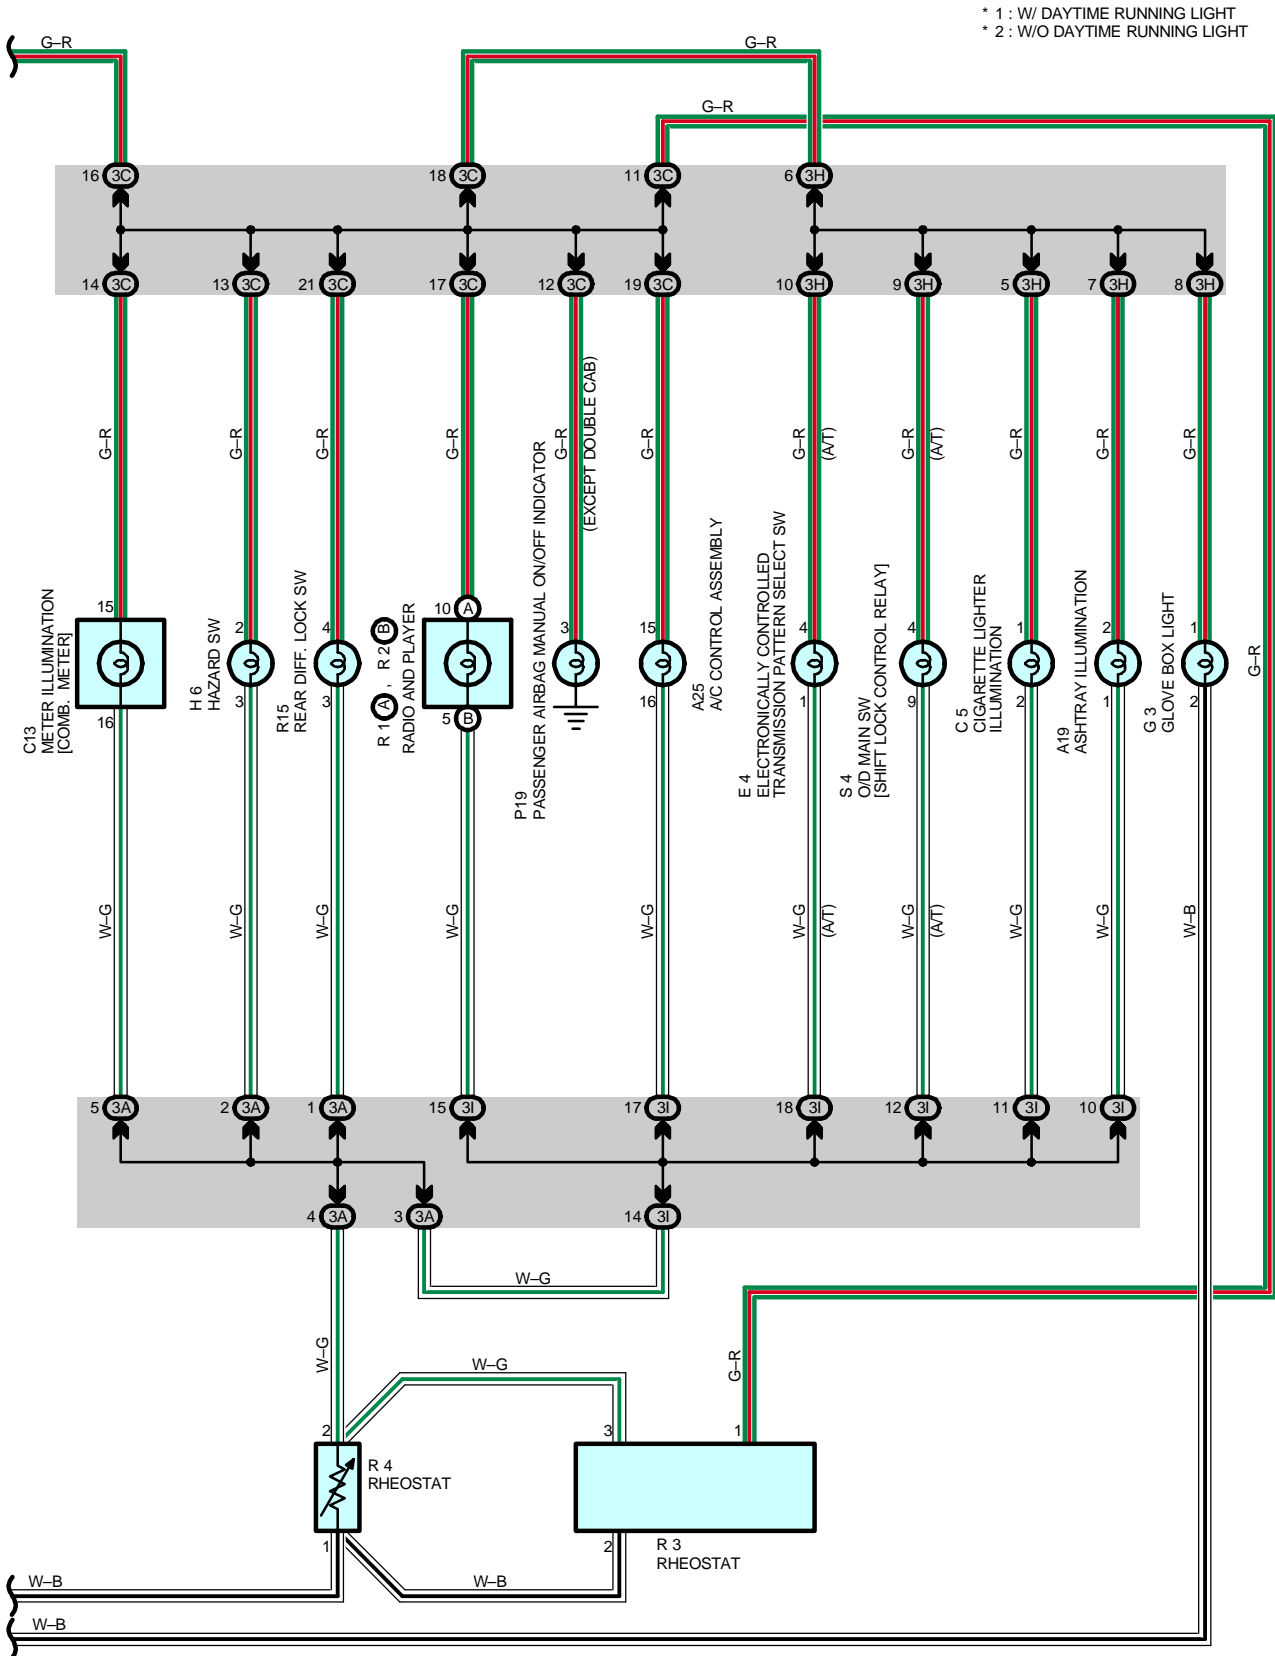 * 1 : W/ DAYTIME RUNNING LIGHT
* 2 : W/O DAYTIME RUNNING LIGHT
G–R
G–R
G–R
16 3C
18 3C
11 3C
6 3H
14 3C
13 3C
21 3C
17 3C
12 3C
19 3C
10 3H
9 3H
5 3H
7 3H
8 3H
G–R
G–R
G–R
G–R
G–R
(EXCEPT DOUBLE CAB)
G–R
G–R
(A/T)
G–R
(A/T)
G–R
G–R
G–R
G–R
15
16
C13
METER ILLUMINATION
[COMB. METER]
2
3
H 6
HAZARD SW
4
3
R15
REAR DIFF. LOCK SW
10 A
5 B
R 1 A , R 2 B
RADIO AND PLAYER
3
P19
PASSENGER AIRBAG MANUAL ON/OFF INDICATOR
15
16
A25
A/C CONTROL ASSEMBLY
4
1
E 4
ELECTRONICALLY CONTROLLED
TRANSMISSION PATTERN SELECT SW
4
9
S 4
O/D MAIN SW
[SHIFT LOCK CONTROL RELAY]
1
2
C 5
CIGARETTE LIGHTER
ILLUMINATION
2
1
A19
ASHTRAY ILLUMINATION
1
2
G 3
GLOVE BOX LIGHT
W–G
W–G
W–G
W–G
W–G
W–G
(A/T)
W–G
(A/T)
W–G
W–G
W–B
5 3A
2 3A
1 3A
15 3I
17 3I
18 3I
12 3I
11 3I
10 3I
4 3A
3 3A
14 3I
W–G
W–G
W–G
G–R
2
1
R 4
RHEOSTAT
3
1
2
R 3
RHEOSTAT
W–B
W–B
W–B